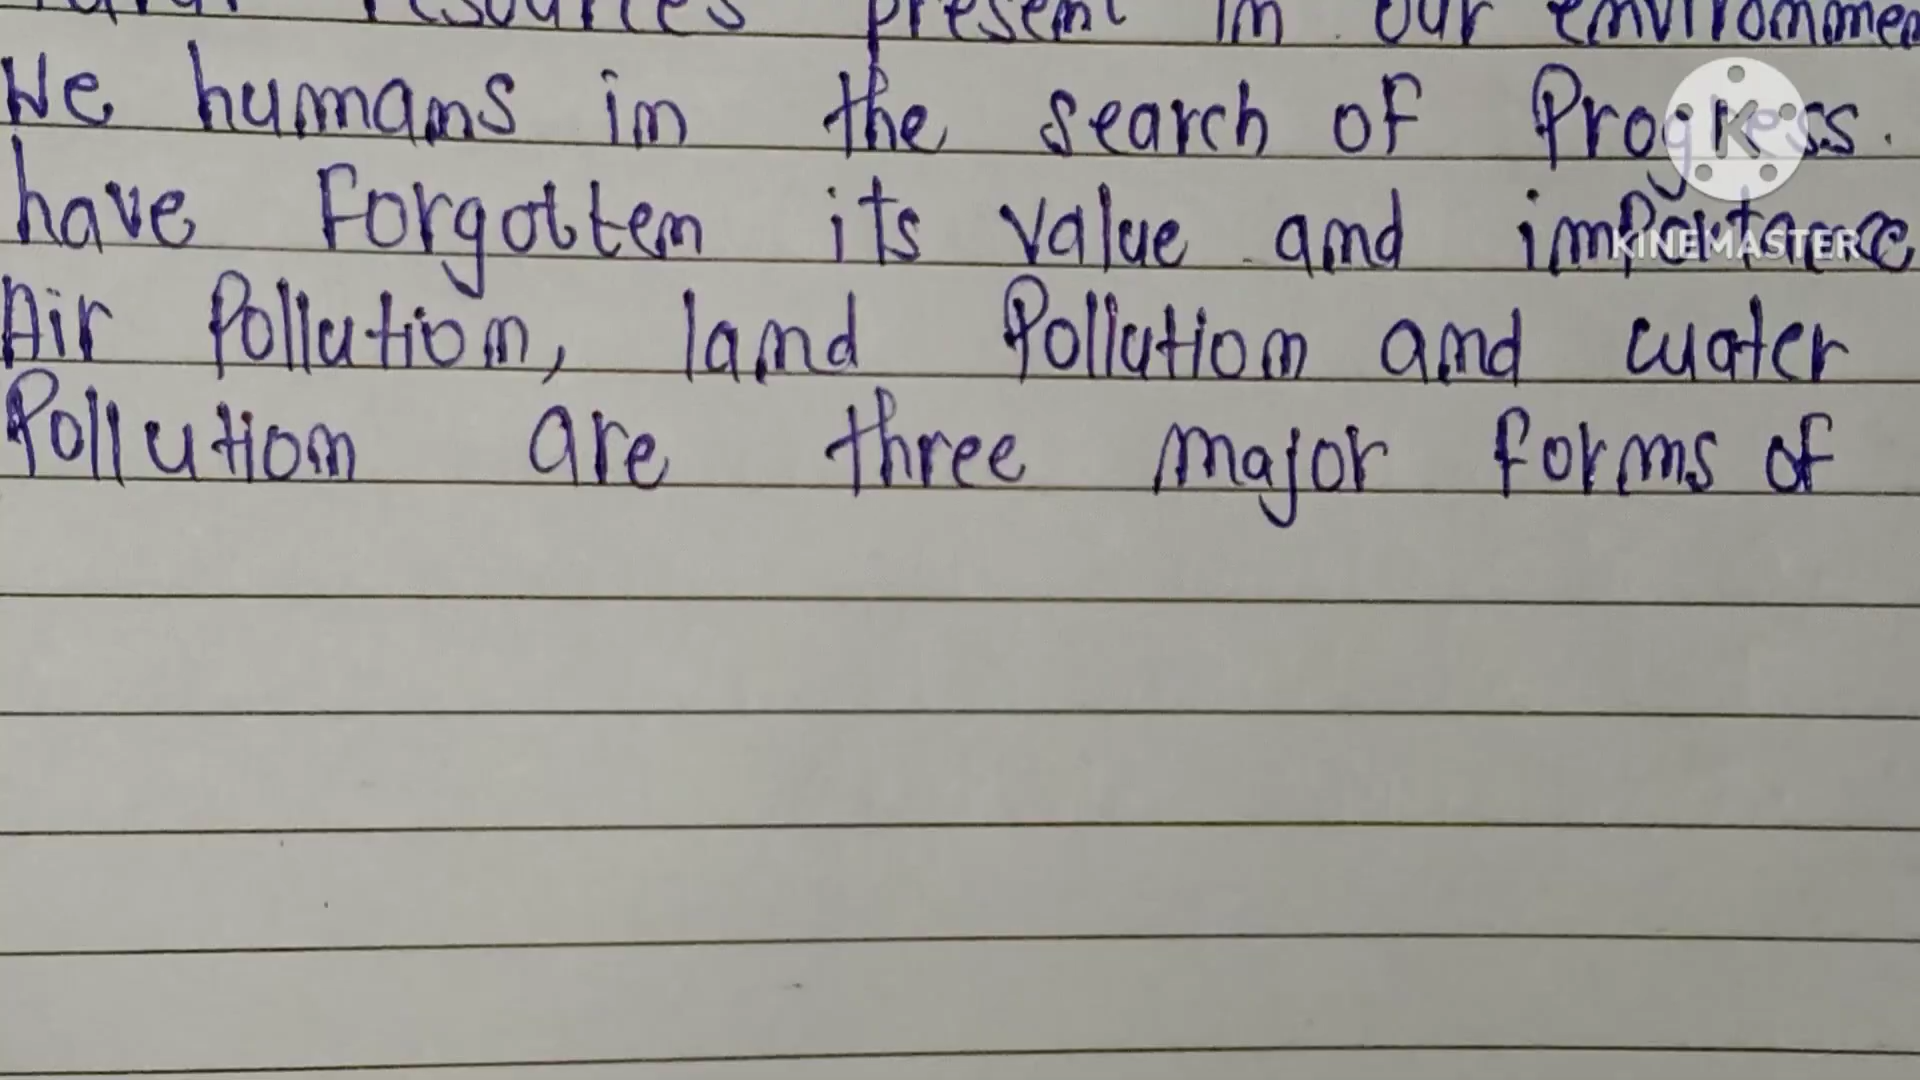 resources present in our environmen
We humans in the search of Progress.
have Forgotten its value and importance
Air Pollution, land Pollution and water
Pollution are three major forms of
KINEMASTER